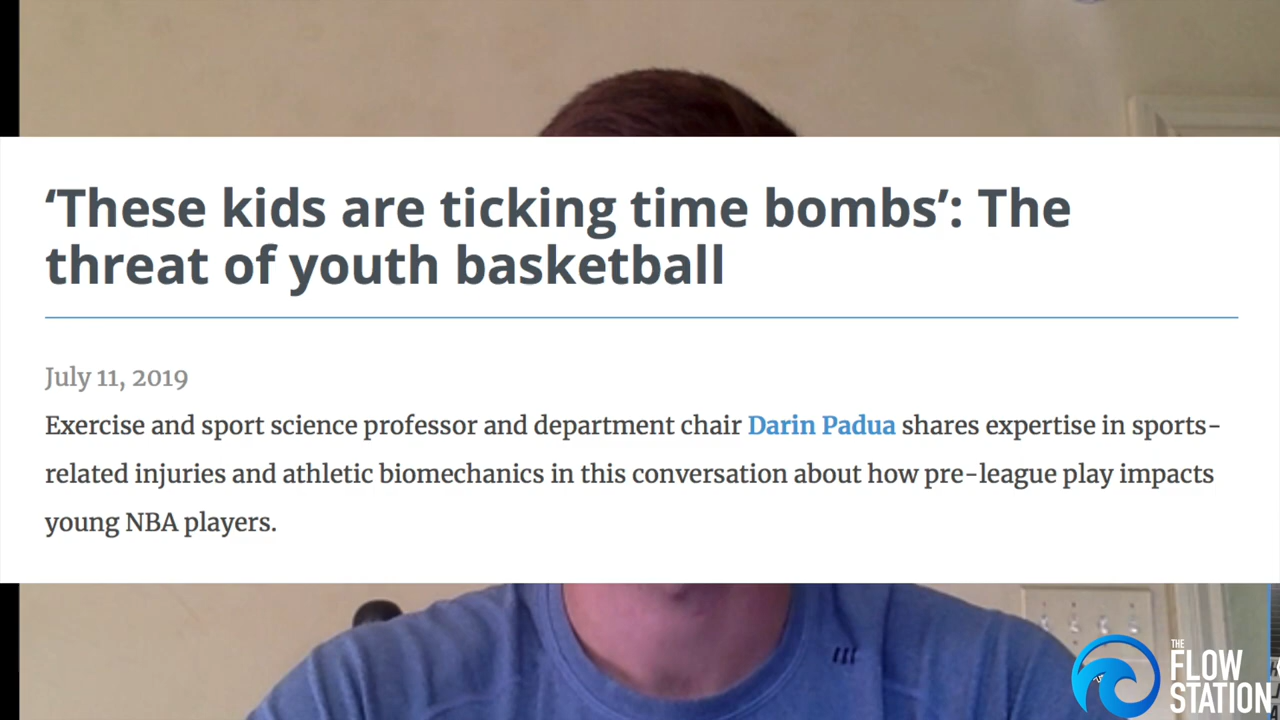 ‘These kids are ticking time bombs’: The
threat of youth basketball
July 11, 2019
Exercise and sport science professor and department chair Darin Padua shares expertise in sports-
related injuries and athletic biomechanics in this conversation about how pre-league play impacts
young NBA players.
THE
FLOW
STATION